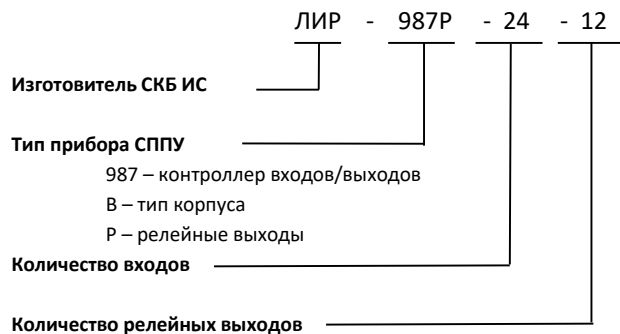 ЛИР - 987Р - 24 - 12
Изготовитель СКБ ИС
Тип прибора СППУ
987 – контроллер входов/выходов
В – тип корпуса
Р – релейные выходы
Количество входов
Количество релейных выходов